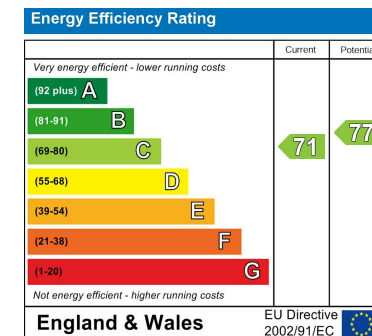 Energy Efficiency Rating
Current Potentia
Very energy efficient - lower running costs
(92 plus) A
(81-91) B
(69-80) C
(55-68) D
(39-54) E
(21-38) F
(1-20) G
71
77
Not energy efficient - higher running costs
England & Wales
EU Directive
2002/91/EC